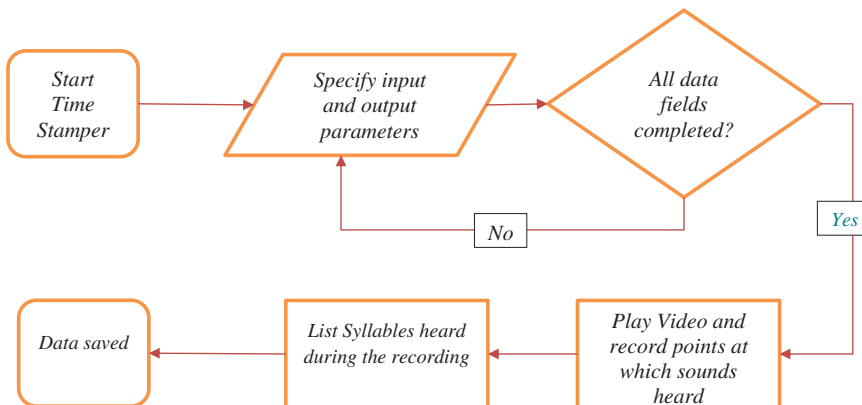 Start
Time
Stamper
Specify input
and output
parameters
All data
fields
completed?
No
Yes
Play Video and
record points at
which sounds
heard
List Syllables heard
during the recording
Data saved